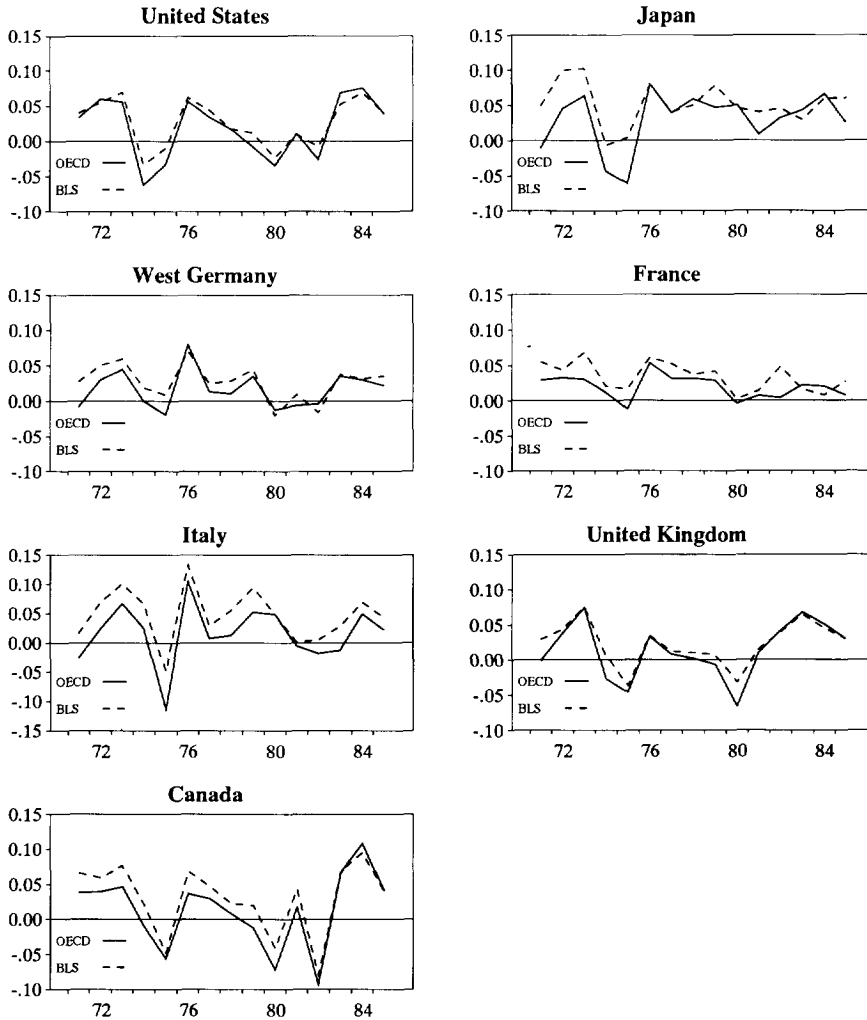 United States
0.15
0.10
0.05
0.00
-.05
-.10
OECD
BLS
72 76 80 84
Japan
0.15
0.10
0.05
0.00
-.05
-.10
OECD
BLS
72 76 80 84
West Germany
0.15
0.10
0.05
0.00
-.05
-.10
OECD
BLS
72 76 80 84
France
0.15
0.10
0.05
0.00
-.05
-.10
OECD
BLS
72 76 80 84
Italy
0.15
0.10
0.05
0.00
-.05
-.10
-.15
OECD
BLS
72 76 80 84
United Kingdom
0.15
0.10
0.05
0.00
-.05
-.10
OECD
BLS
72 76 80 84
Canada
0.15
0.10
0.05
0.00
-.05
-.10
OECD
BLS
72 76 80 84